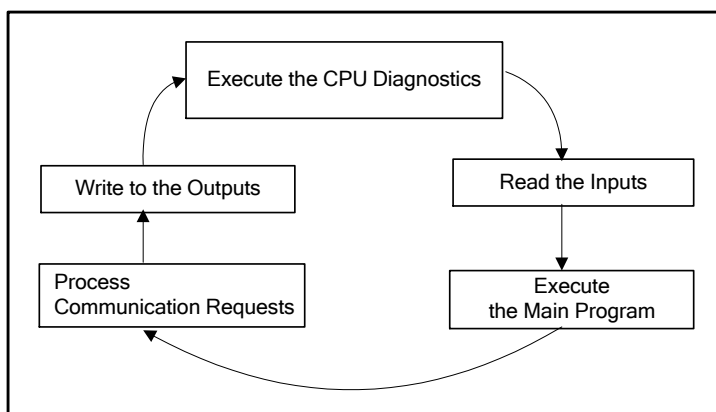 Execute the CPU Diagnostics
Read the Inputs
Execute
the Main Program
Process
Communication Requests
Write to the Outputs